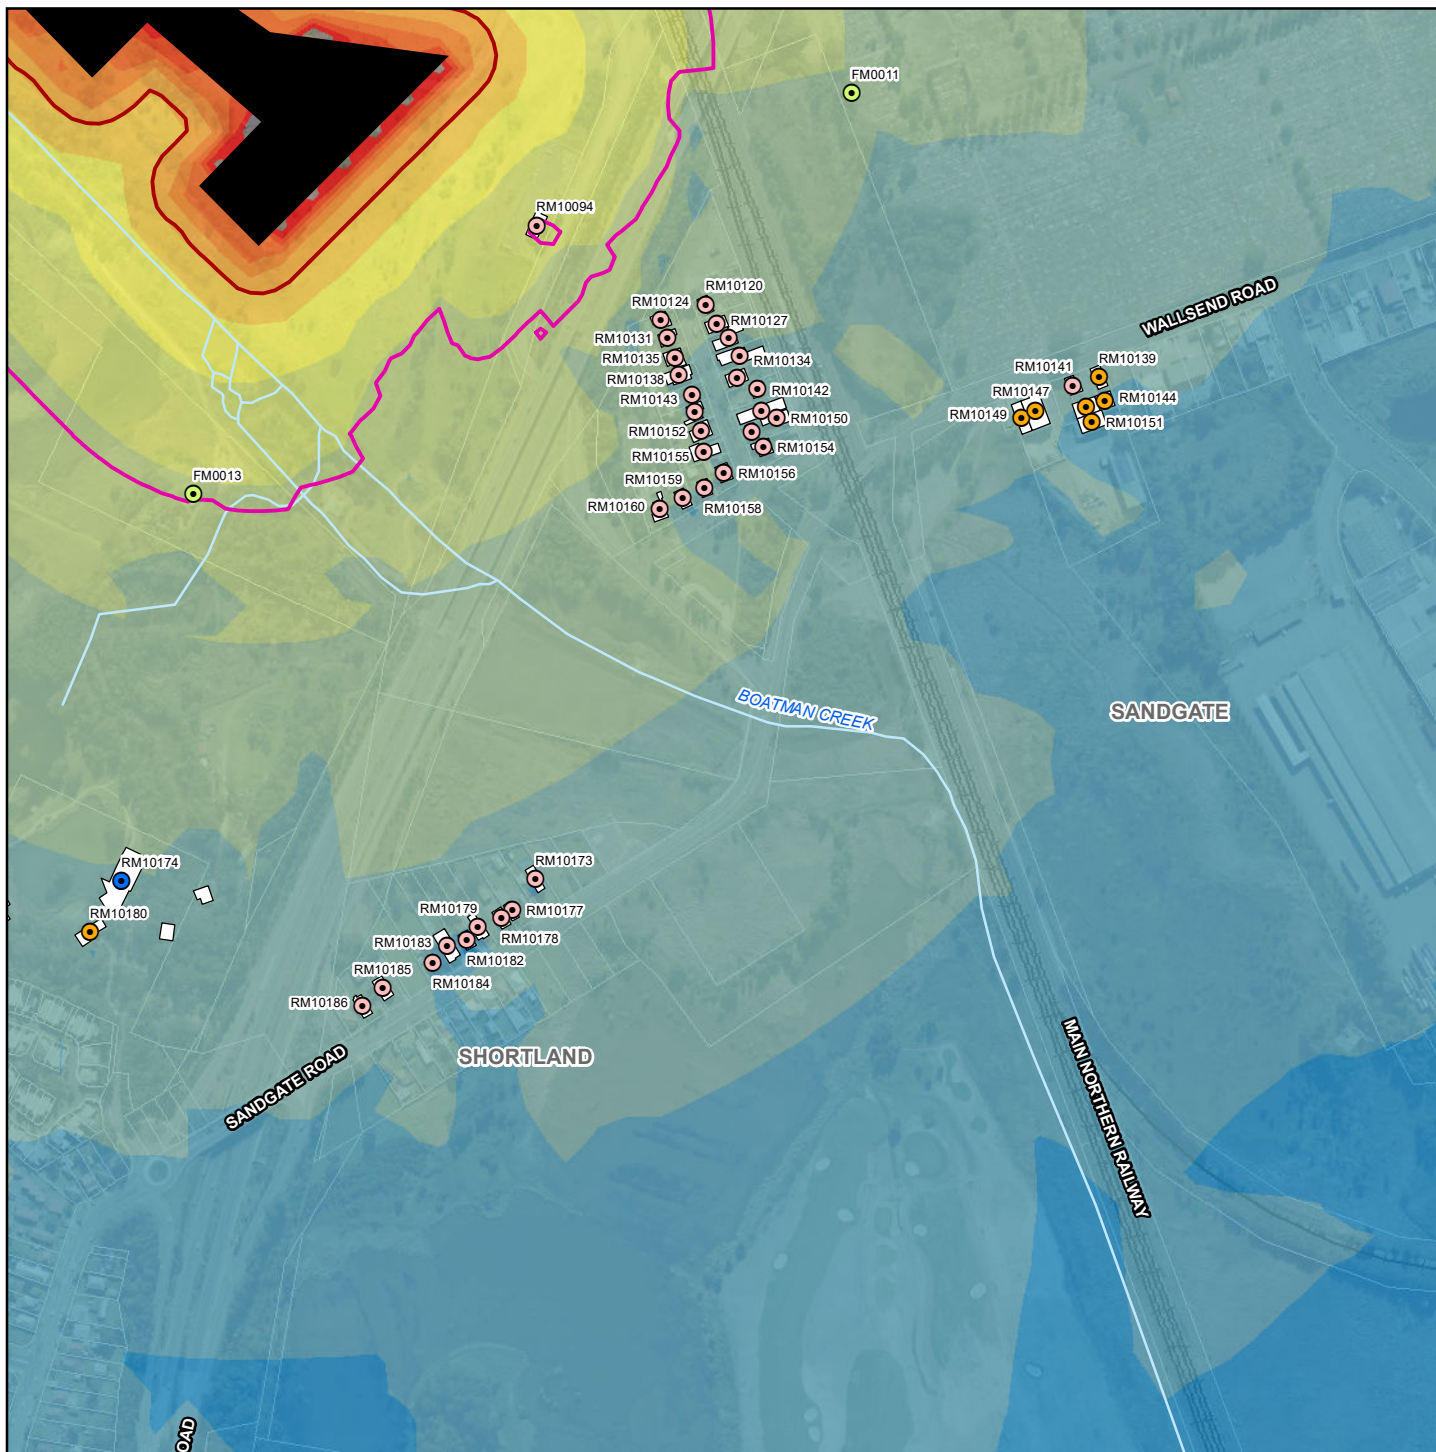 FM0011
RM10094
RM10120
RM10124
RM10127
RM10131
RM10135
RM10134
RM10138
RM10142
RM10143
RM10150
RM10152
RM10154
RM10155
RM10156
RM10159
RM10160
RM10158
WALLSEND ROAD
RM10139
RM10141
RM10147
RM10144
RM10149
RM10151
FM0013
BOATMAN CREEK
SANDGATE
RM10174
RM10180
RM10173
RM10179
RM10177
RM10183
RM10178
RM10182
RM10185
RM10184
RM10186
SHORTLAND
SANDGATE ROAD
MAIN NORTHERN RAILWAY
OAD